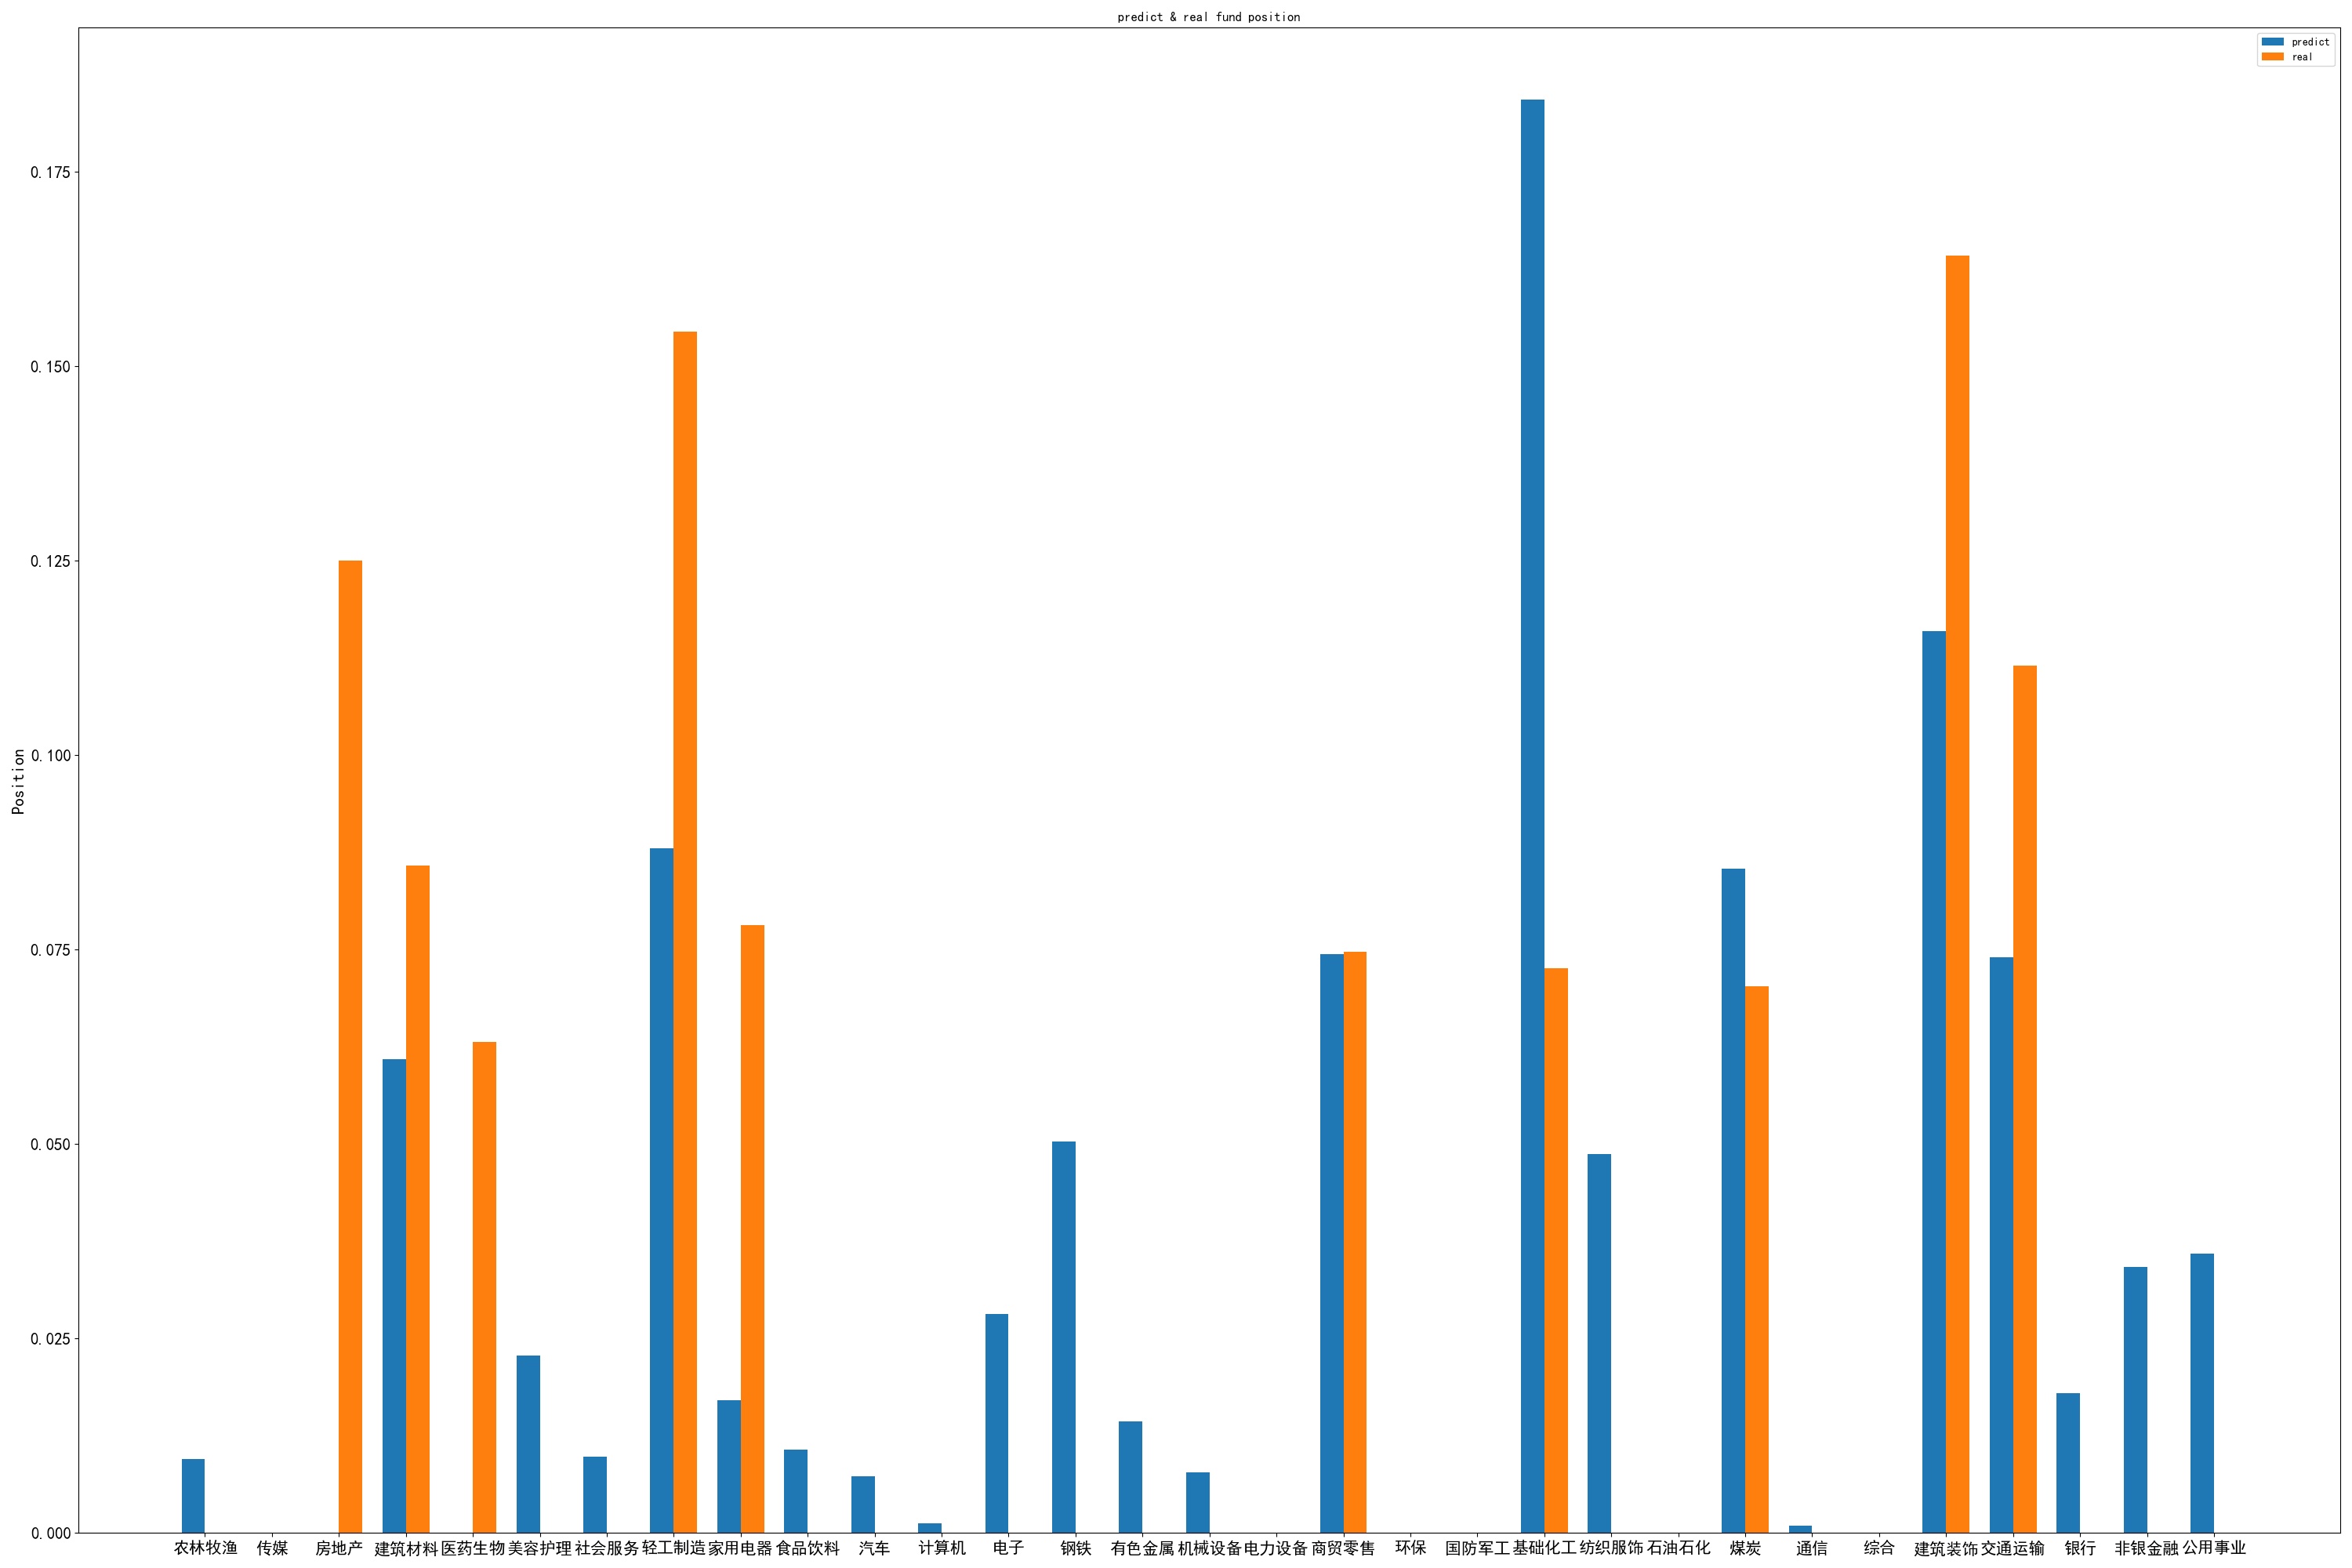 predict & real fund position
predict
real
0.175
0.150
0.125
0.100
0.075
0.050
0.025
0.000
Position
农林牧渔 传媒 房地产 建筑材料 医药生物 美容护理 社会服务 轻工制造 家用电器 食品饮料 汽车 计算机 电子 钢铁 有色金属 机械设备 电力设备 商贸零售 环保 国防军工 基础化工 纺织服饰 石油石化 煤炭 通信 综合 建筑装饰 交通运输 银行 非银金融 公用事业